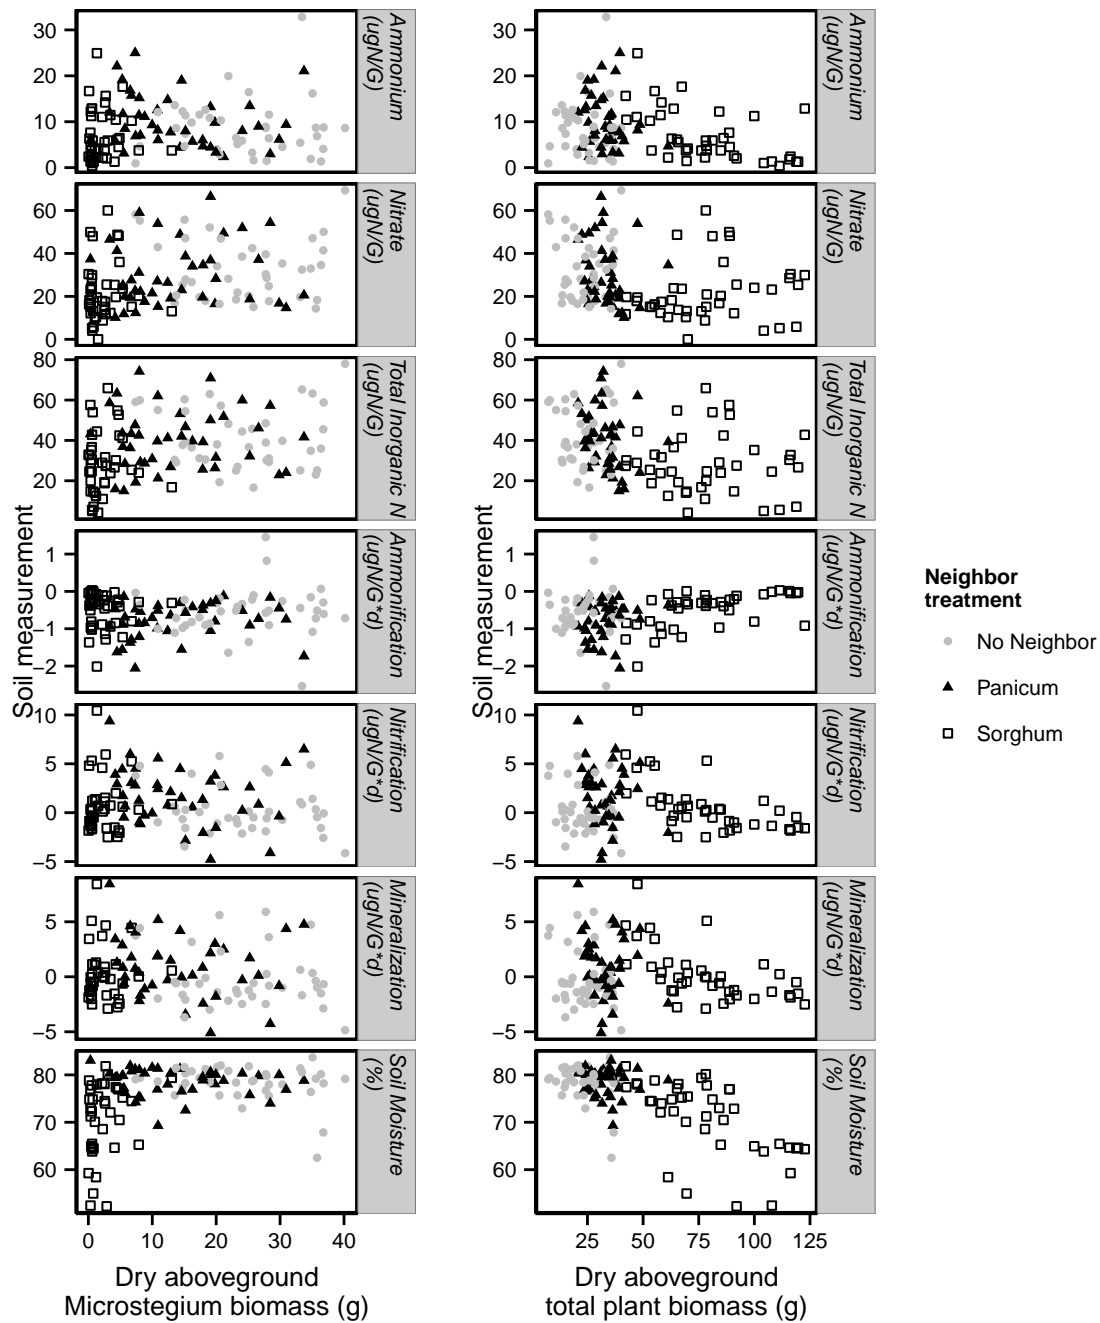 30
20
10
0
Ammonium
(ugN/G)
60
40
20
0
Nitrate
(ugN/G)
80
60
40
20
Total Inorganic N
(ugN/G)
1
0
−1
−2
Ammonification
(ugN/G*d)
10
5
0
−5
Nitrification
(ugN/G*d)
5
0
−5
Mineralization
(ugN/G*d)
80
70
60
Soil Moisture
(%)
0 10 20 30 40
Dry aboveground
Microstegium biomass (g)
Soil measurement
30
20
10
0
Ammonium
(ugN/G)
60
40
20
0
Nitrate
(ugN/G)
80
60
40
20
Total Inorganic N
(ugN/G)
1
0
−1
−2
Ammonification
(ugN/G*d)
10
5
0
−5
Nitrification
(ugN/G*d)
5
0
−5
Mineralization
(ugN/G*d)
80
70
60
Soil Moisture
(%)
25 50 75 100 125
Dry aboveground
total plant biomass (g)
Soil measurement
Neighbor
treatment
No Neighbor
Panicum
Sorghum